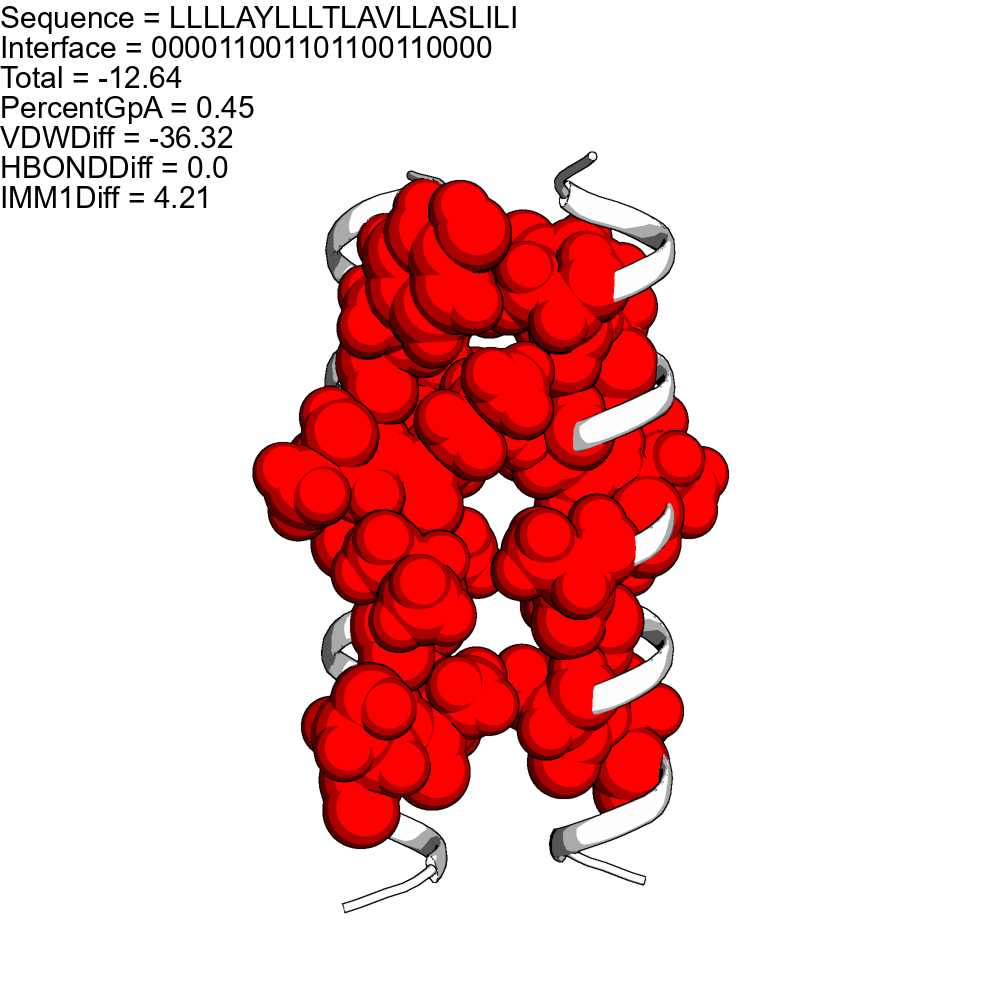 Sequence = LLLLAYLLLTLAVLLASLILI
Interface = 000011001101100110000
Total = -12.64
PercentGpA = 0.45
VDWDiff = -36.32
HBONDDiff = 0.0
IMM1Diff = 4.21